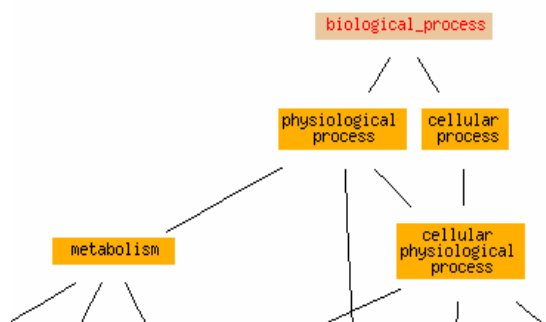 biological_process
physiological
process
cellular
process
metabolism
cellular
physiological
process